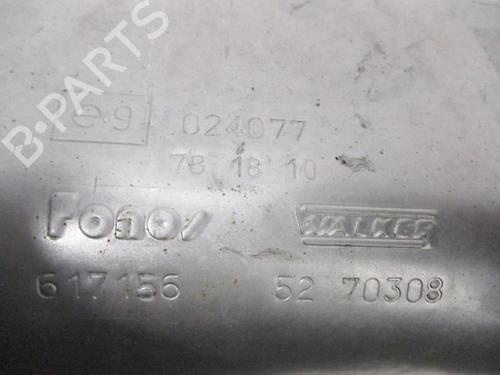 B-PARTS
e9 024077
78 18 10
Fonos WALKER
617156 52 70308